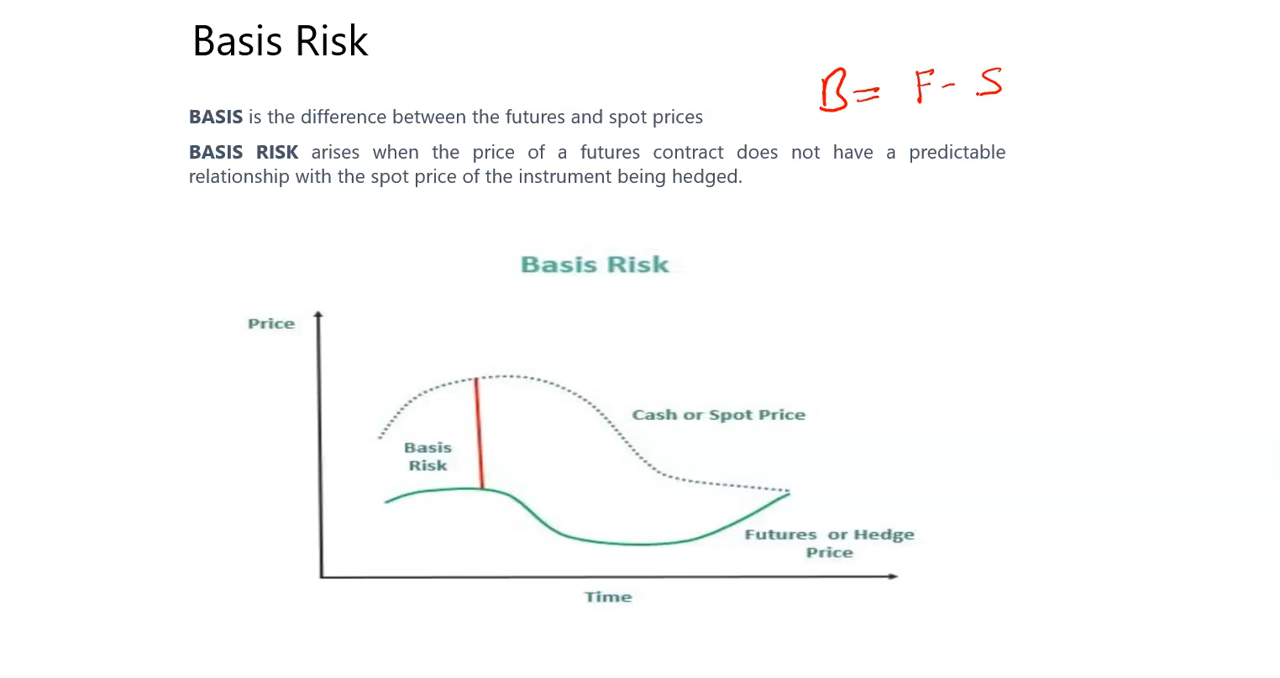 Basis Risk
B = F - S
BASIS is the difference between the futures and spot prices
BASIS RISK arises when the price of a futures contract does not have a predictable
relationship with the spot price of the instrument being hedged.
Basis Risk
Price
Cash or Spot Price
Basis
Risk
Futures or Hedge
Price
Time